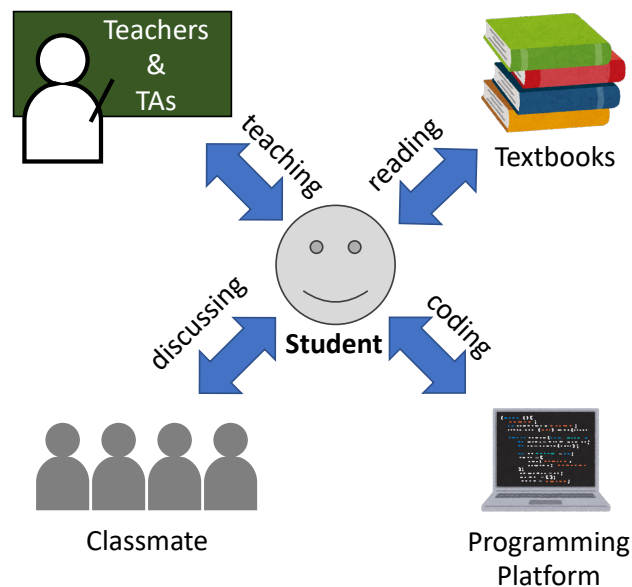 Teachers
&
TAs
teaching
reading
Textbooks
discussing
Student
coding
Classmate
Programming
Platform